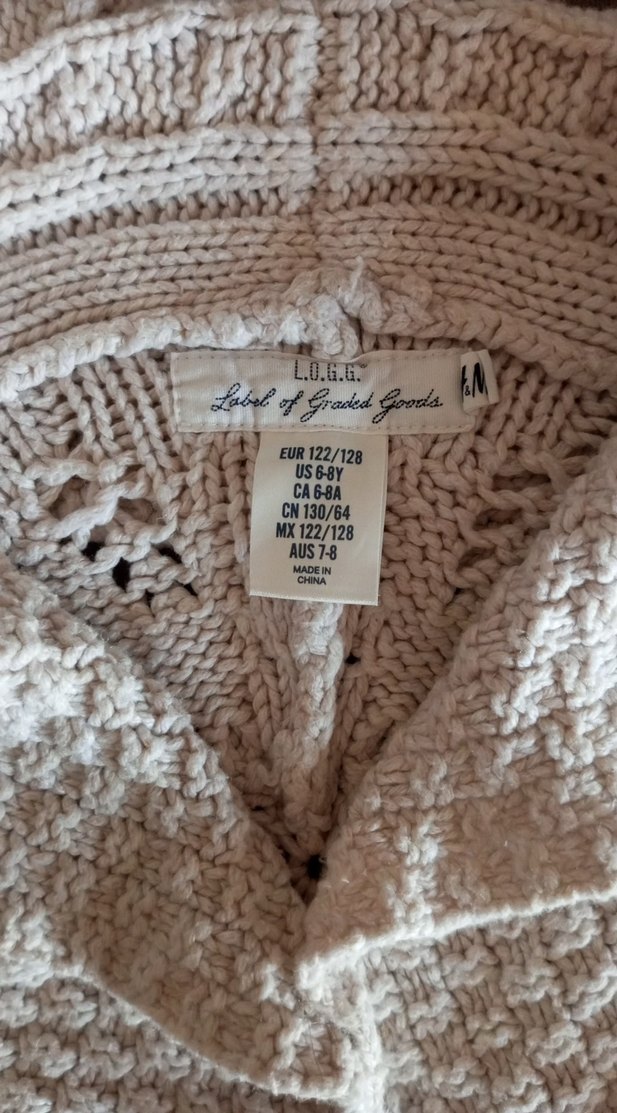 L.O.G.G.
Label of Graded Goods
&M
EUR 122/128
US 6-8Y
CA 6-8A
CN 130/64
MX 122/128
AUS 7-8
MADE IN
CHINA